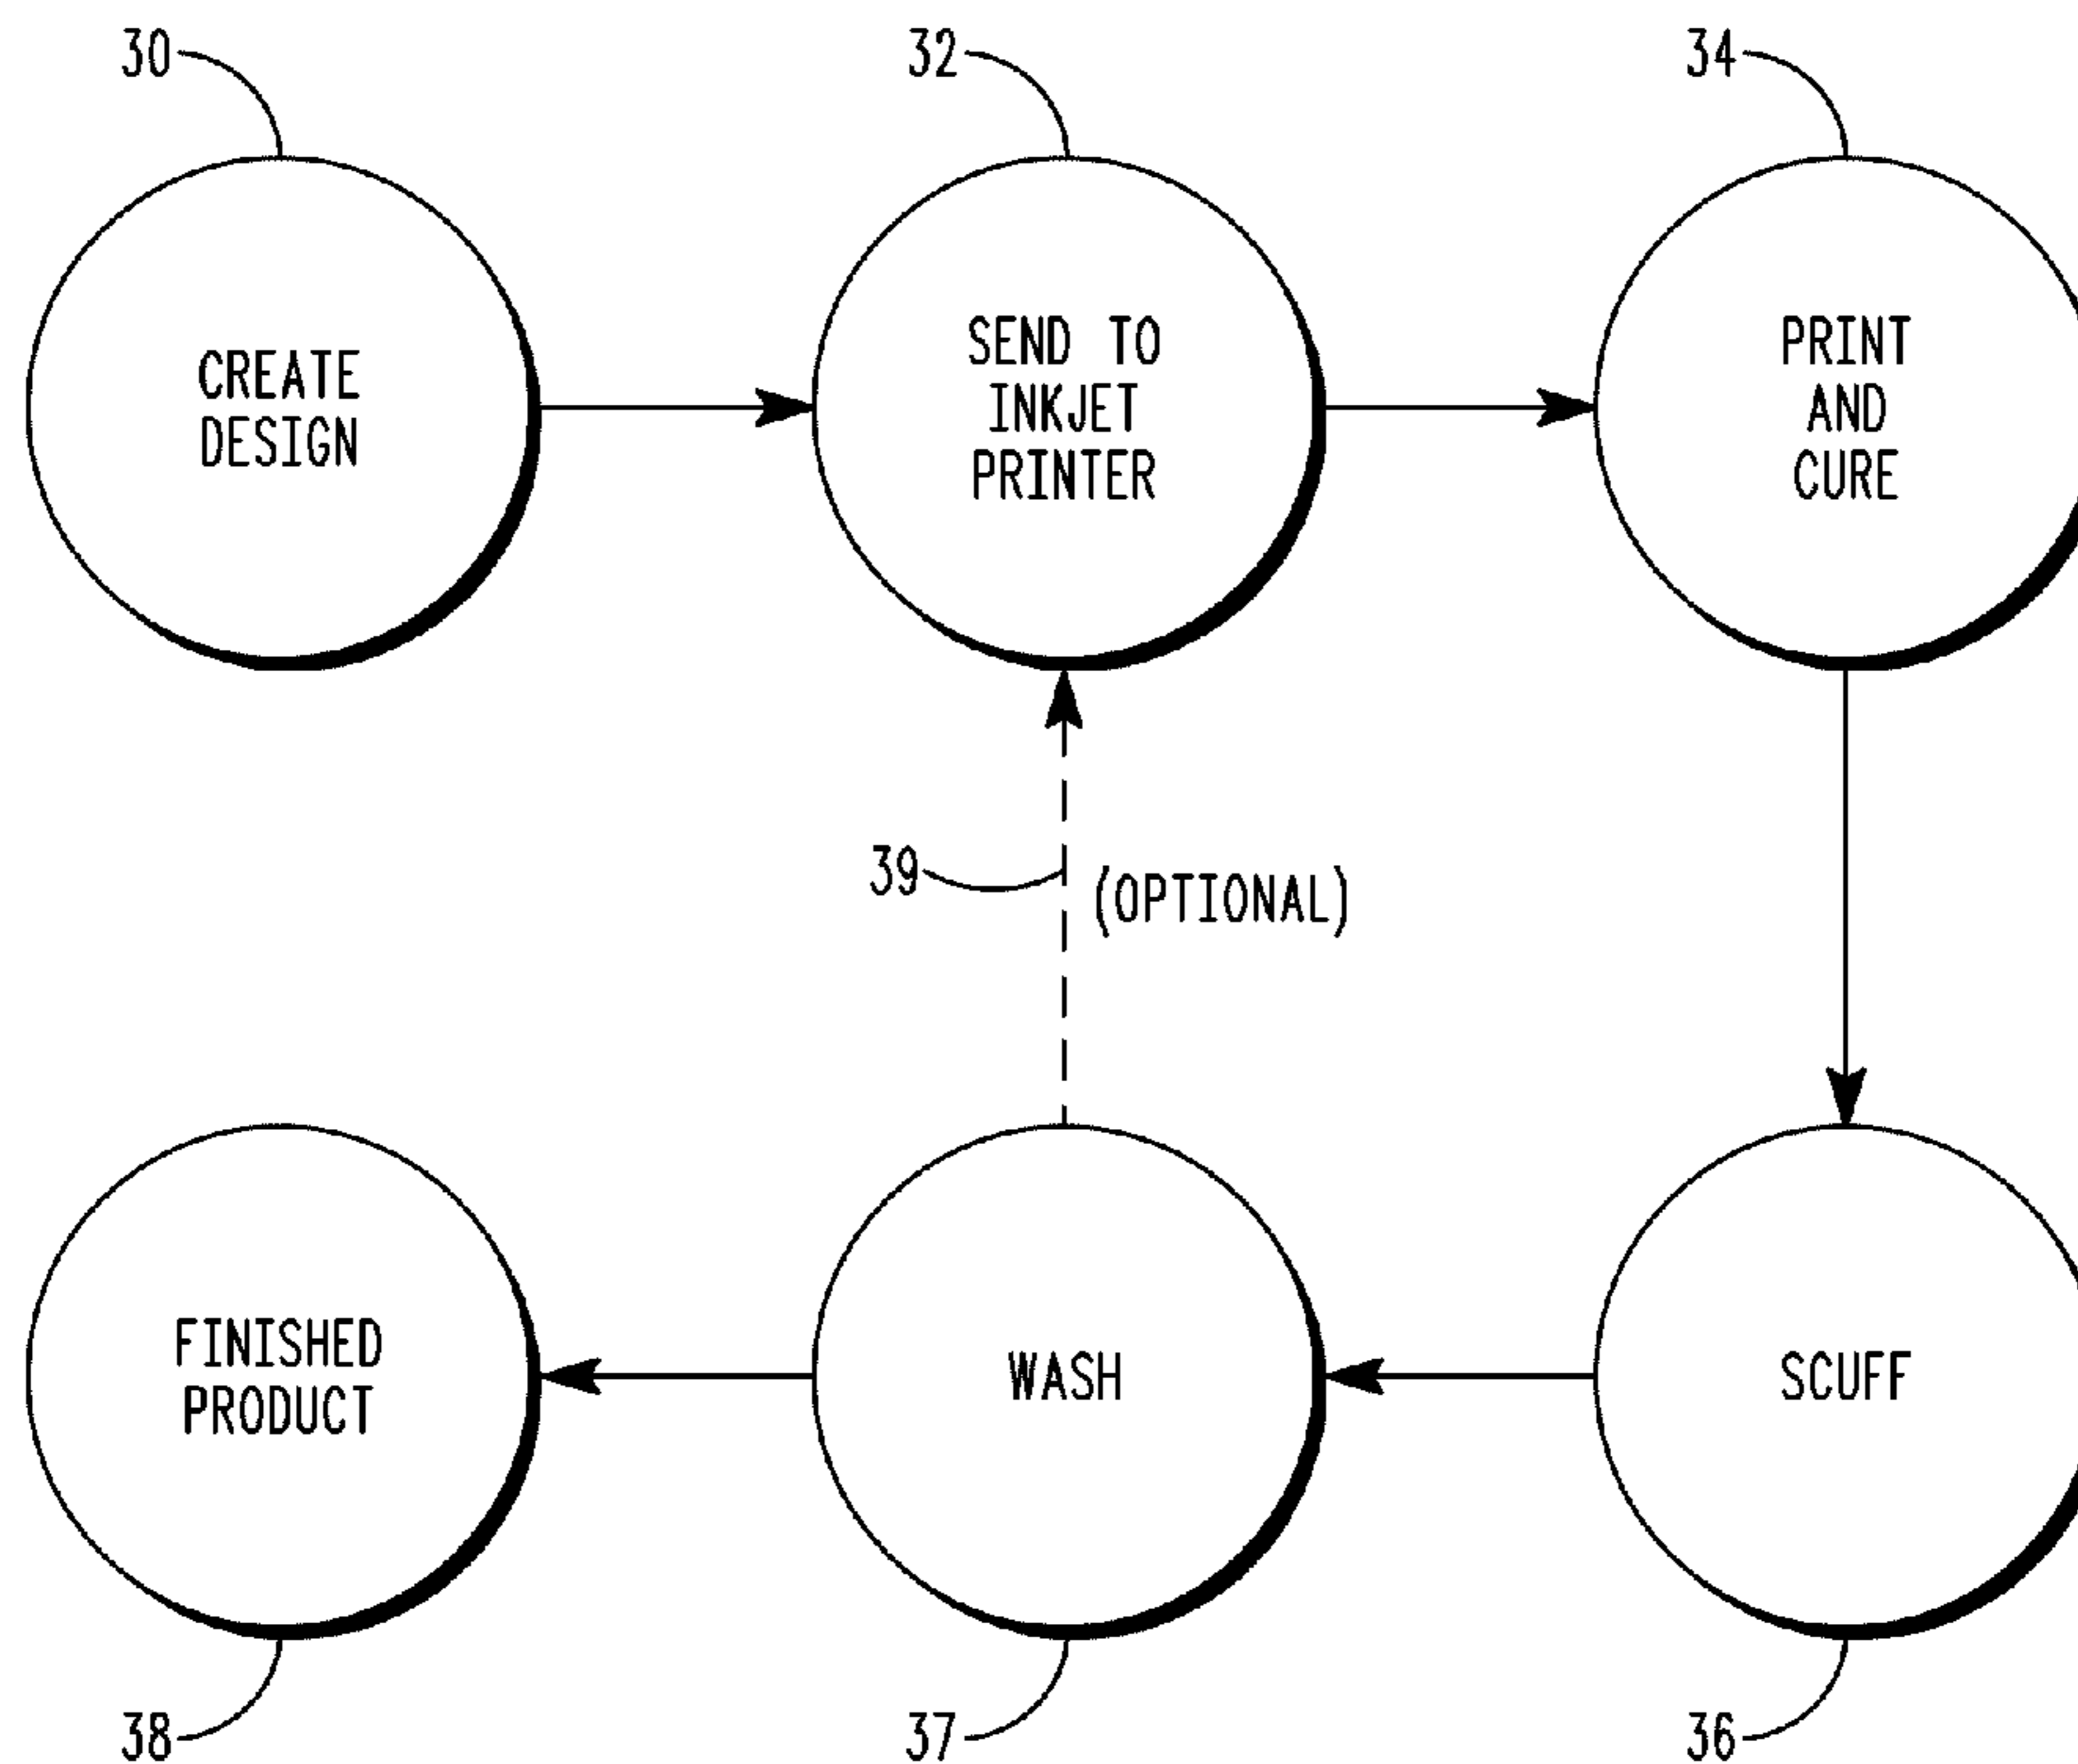 30
32
34
CREATE
DESIGN
SEND TO
INKJET
PRINTER
PRINT
AND
CURE
39
(OPTIONAL)
FINISHED
PRODUCT
WASH
SCUFF
38
37
36